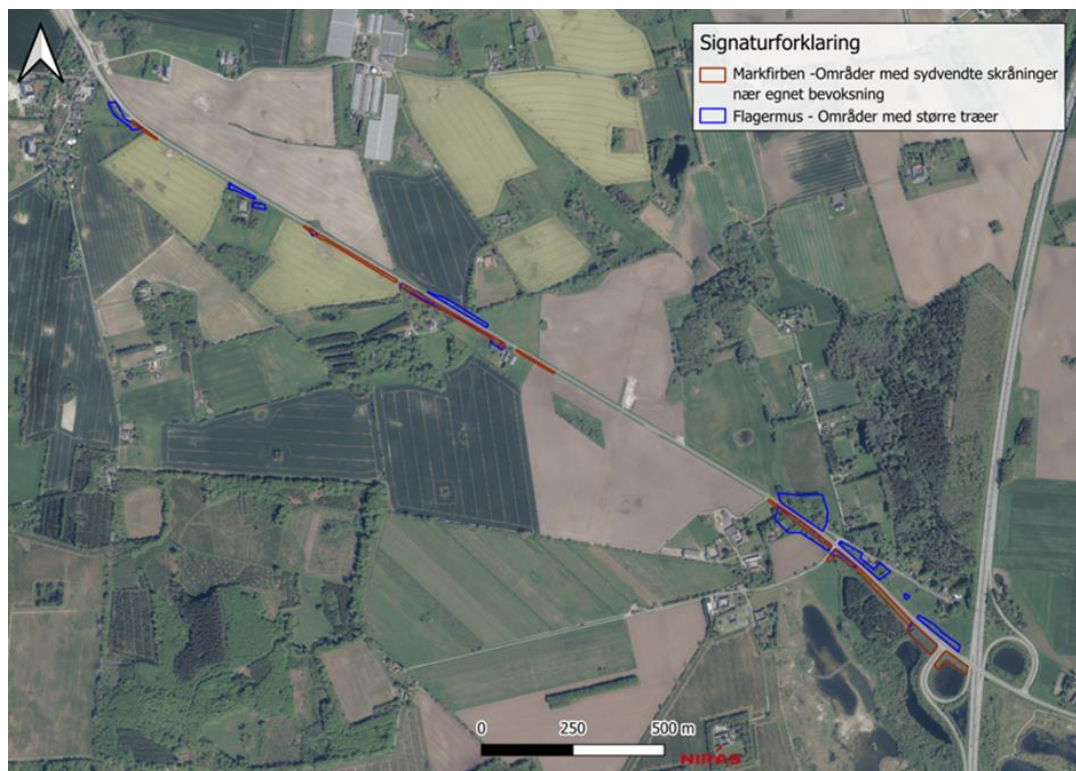 Signaturforklaring
Markfirben -Områder med sydvendte skråninger
nær egnet bevoksning
Flagermus - Områder med større træer
0 250 500 m
NIRAS